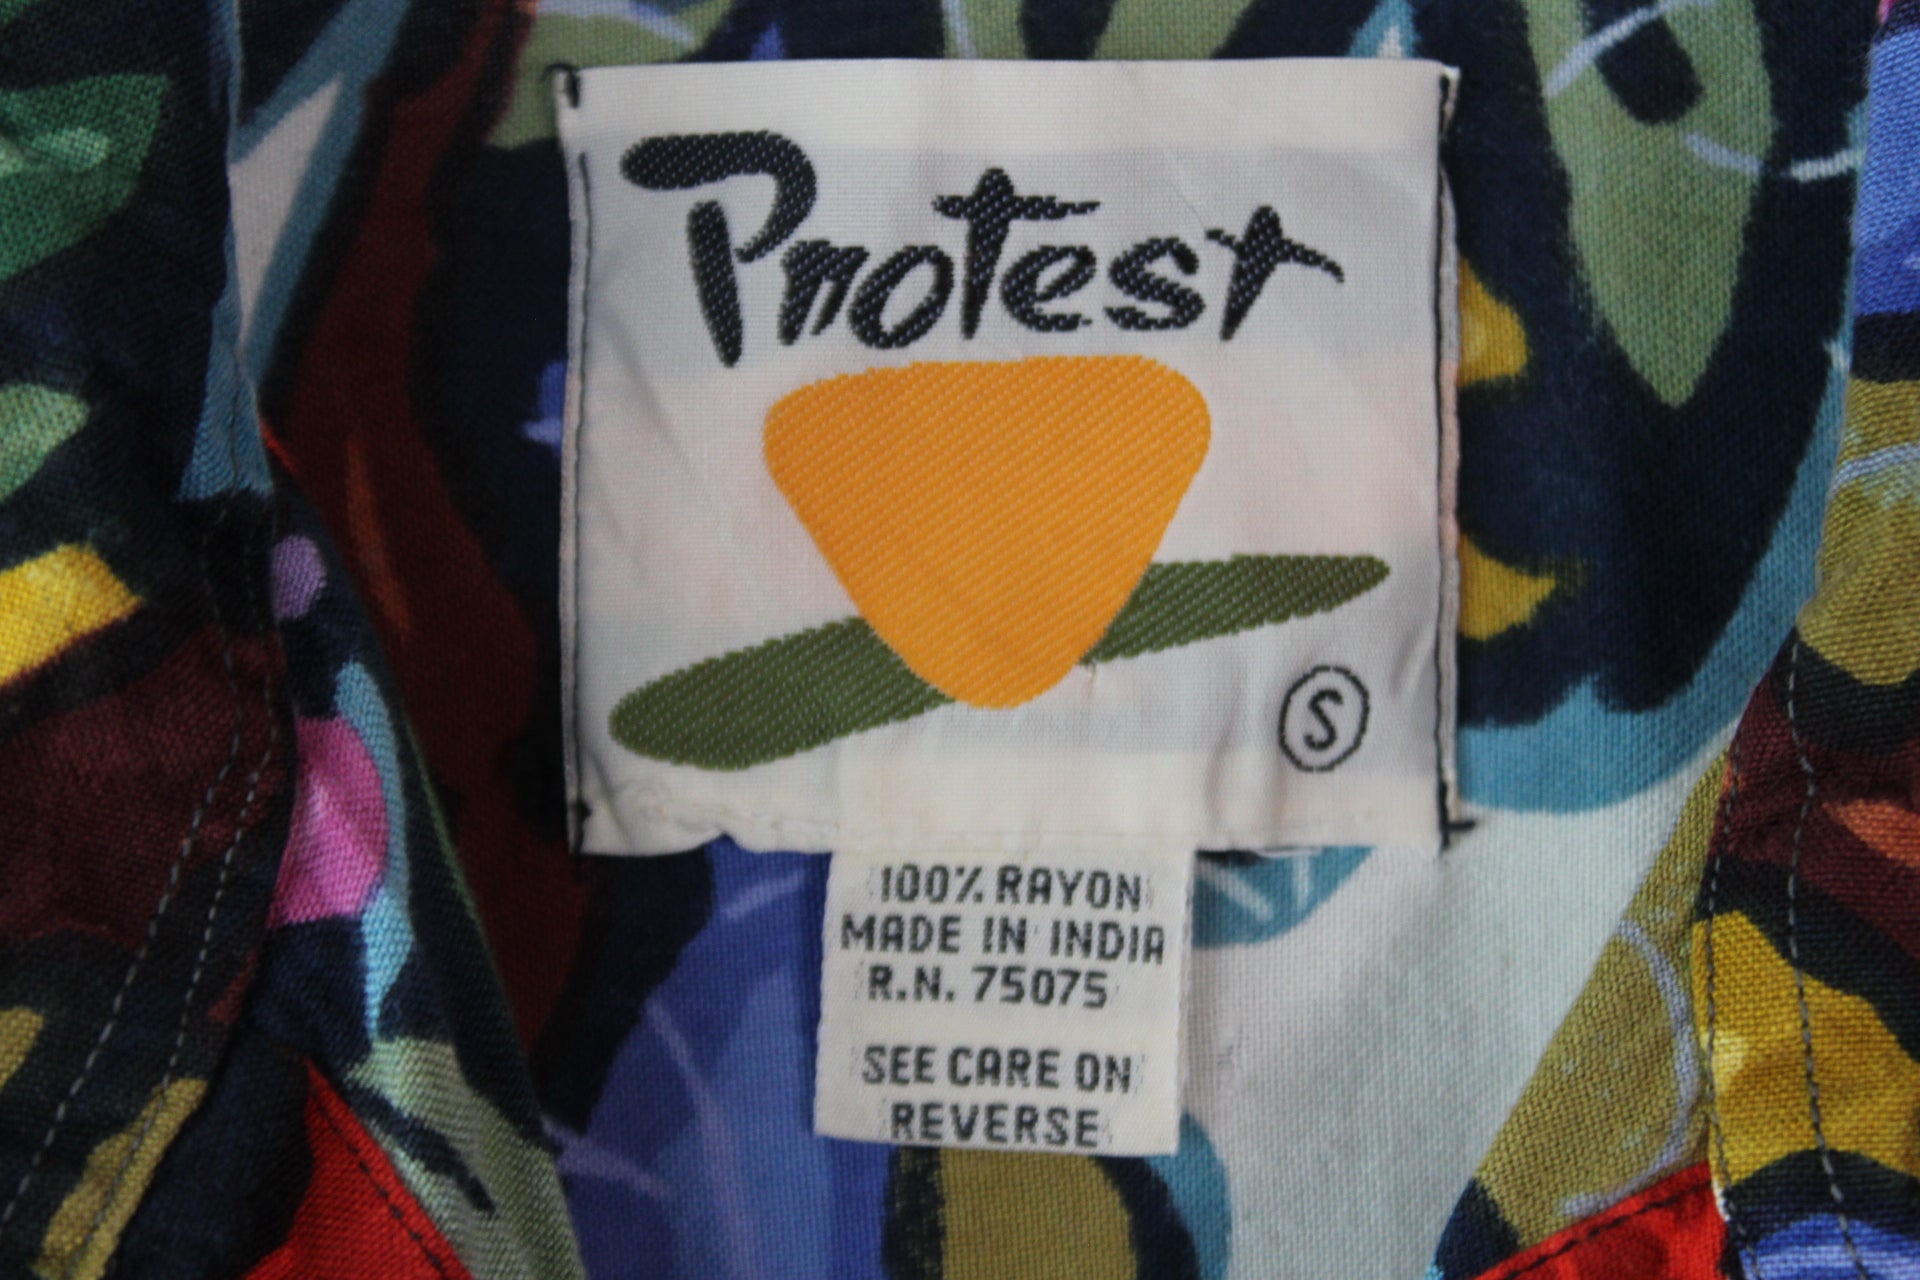 Protest
S
100% RAYON
MADE IN INDIA
R.N. 75075
SEE CARE ON
REVERSE